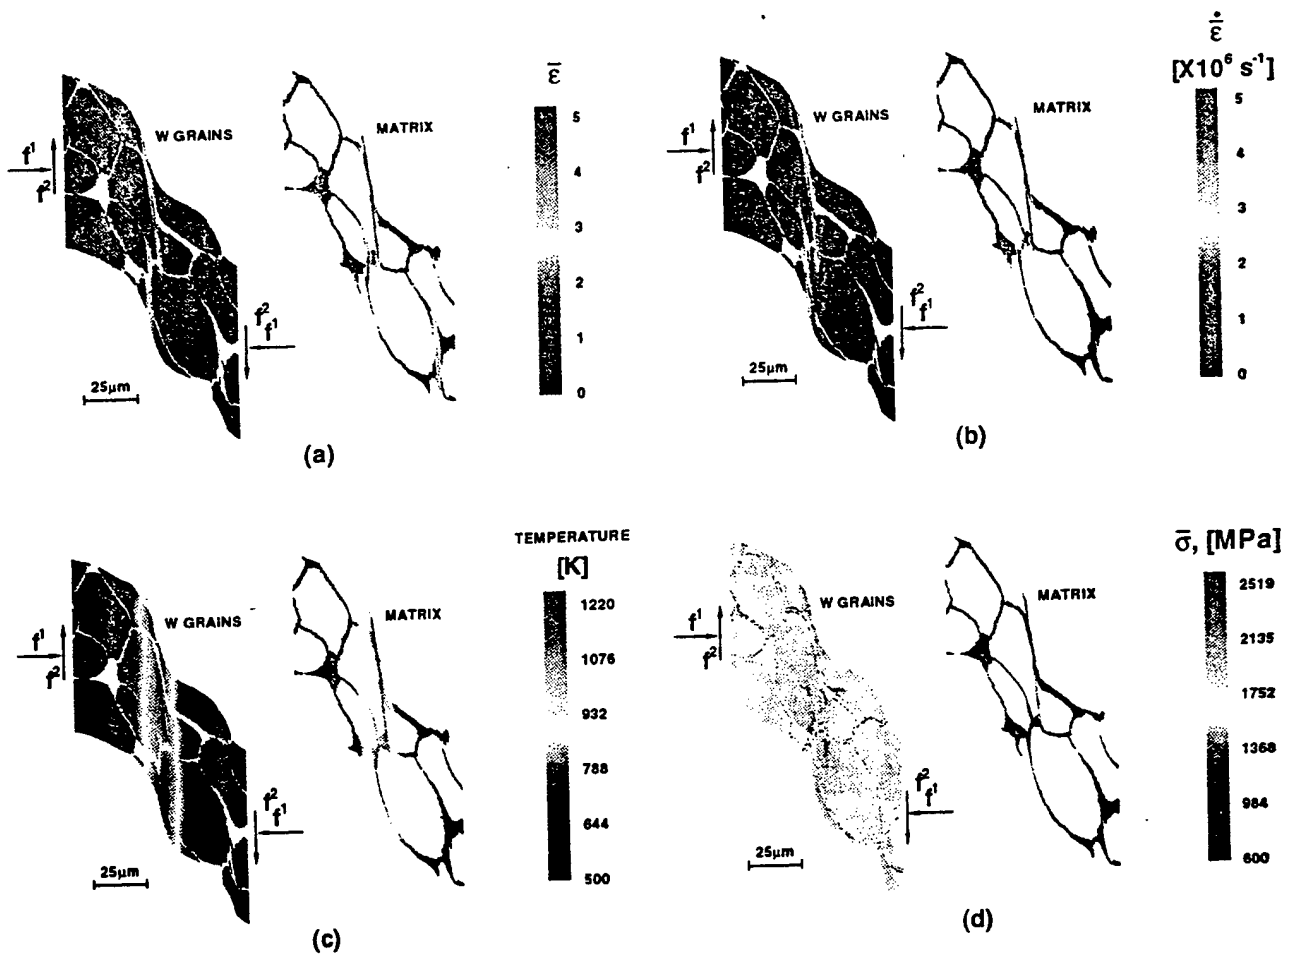 ε̄
5
4
3
2
1
0
W GRAINS
MATRIX
f¹
f²
f²
f¹
25μm
(a)
ε̄̇
[X10⁶ s⁻¹]
5
4
3
2
1
0
W GRAINS
MATRIX
f¹
f²
f²
f¹
25μm
(b)
TEMPERATURE
[K]
1220
1076
932
788
644
500
W GRAINS
MATRIX
f¹
f²
f²
f¹
25μm
(c)
σ̄, [MPa]
2519
2135
1752
1368
984
600
W GRAINS
MATRIX
f¹
f²
f²
f¹
25μm
(d)